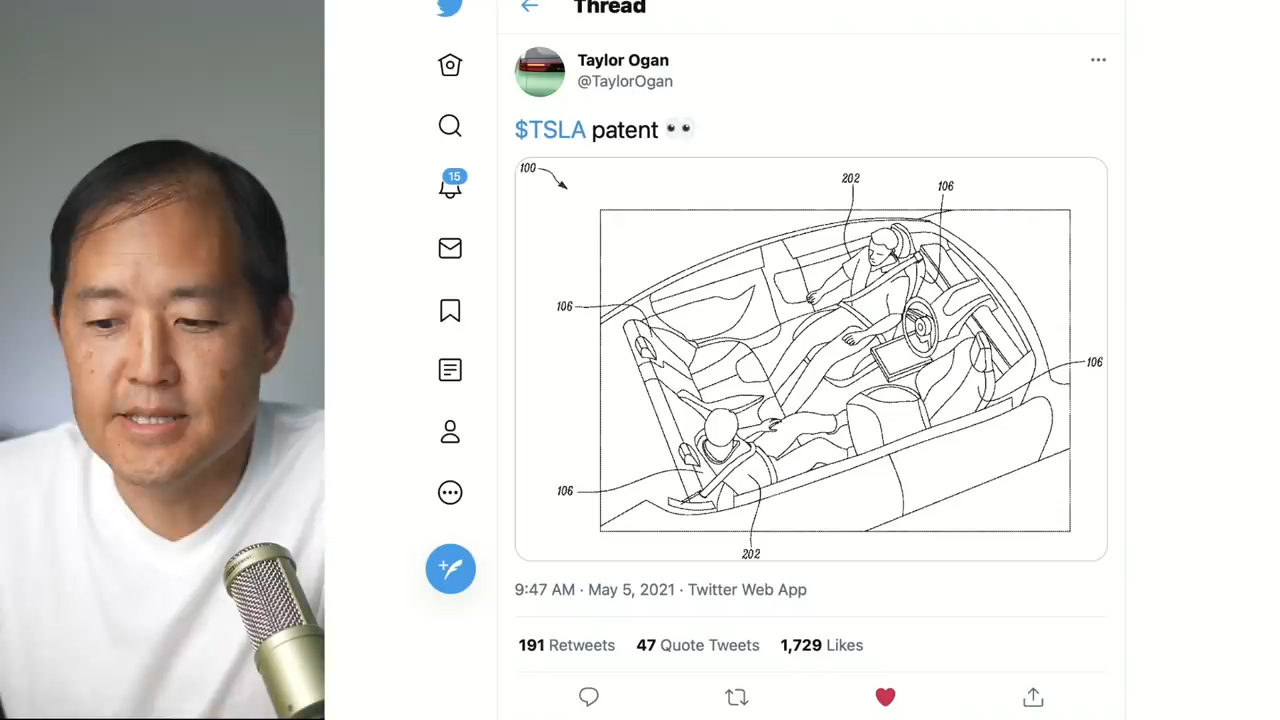 Thread
Taylor Ogan
@TaylorOgan
$TSLA patent 👀
100
202
106
106
106
106
202
15
9:47 AM · May 5, 2021 · Twitter Web App
191 Retweets 47 Quote Tweets 1,729 Likes